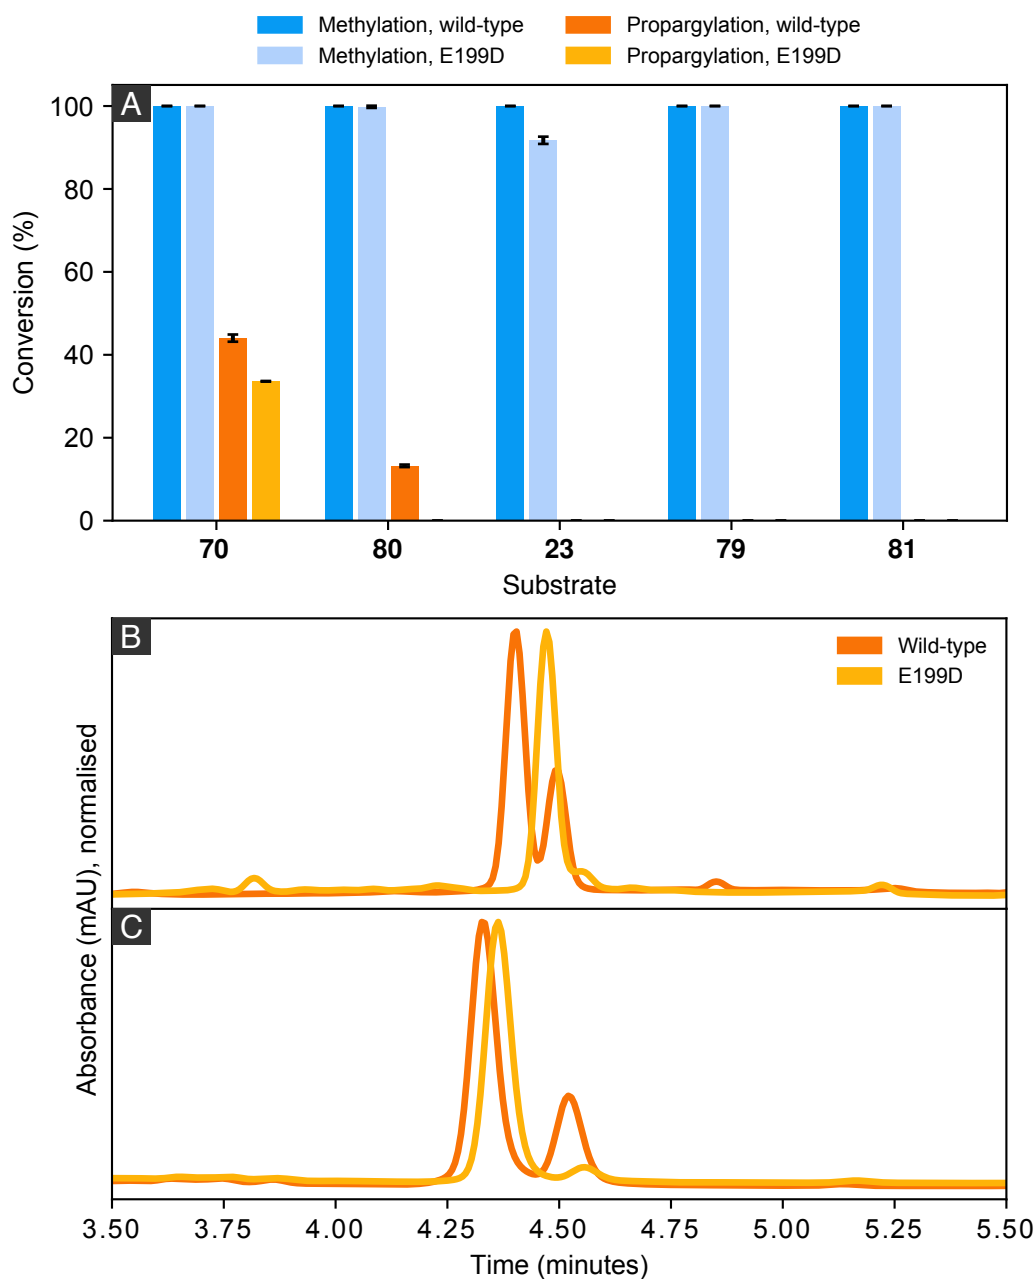 Methylation, wild-type
Methylation, E199D
Propargylation, wild-type
Propargylation, E199D
A
100
80
60
40
20
0
Conversion (%)
70 80 23 79 81
Substrate
B
Wild-type
E199D
Absorbance (mAU), normalised
C
3.50 3.75 4.00 4.25 4.50 4.75 5.00 5.25 5.50
Time (minutes)